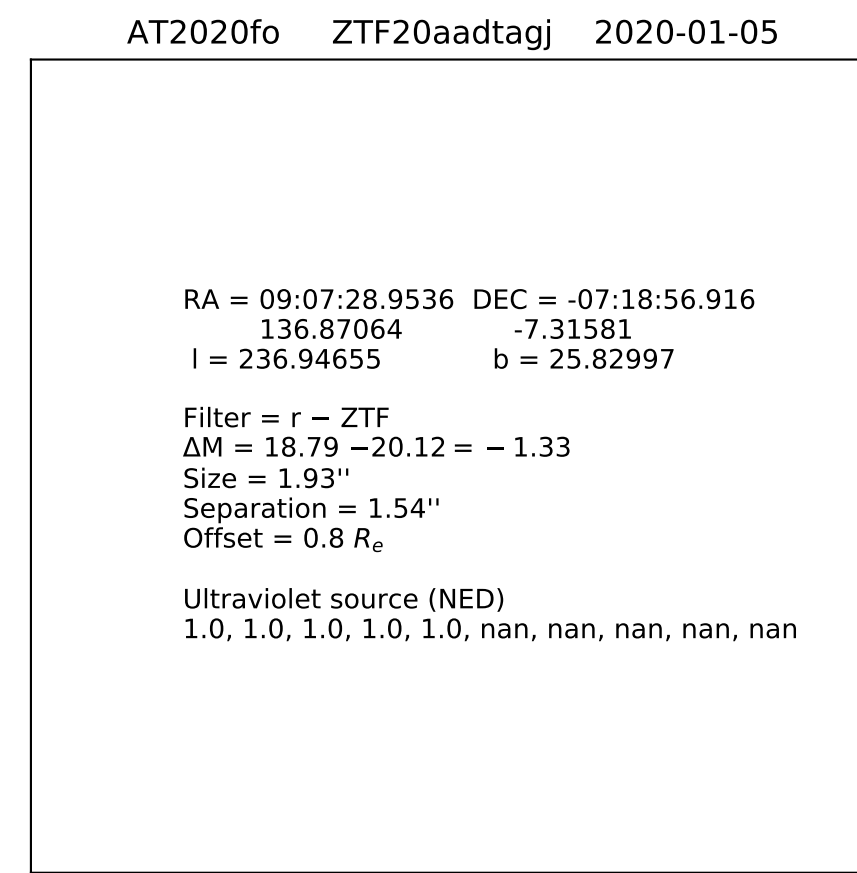 AT2020fo ZTF20aadtagj 2020-01-05
RA = 09:07:28.9536 DEC = -07:18:56.916
136.87064 -7.31581
l = 236.94655 b = 25.82997
Filter = r − ZTF
ΔM = 18.79 −20.12 = − 1.33
Size = 1.93''
Separation = 1.54''
Offset = 0.8 Rₑ
Ultraviolet source (NED)
1.0, 1.0, 1.0, 1.0, 1.0, nan, nan, nan, nan, nan